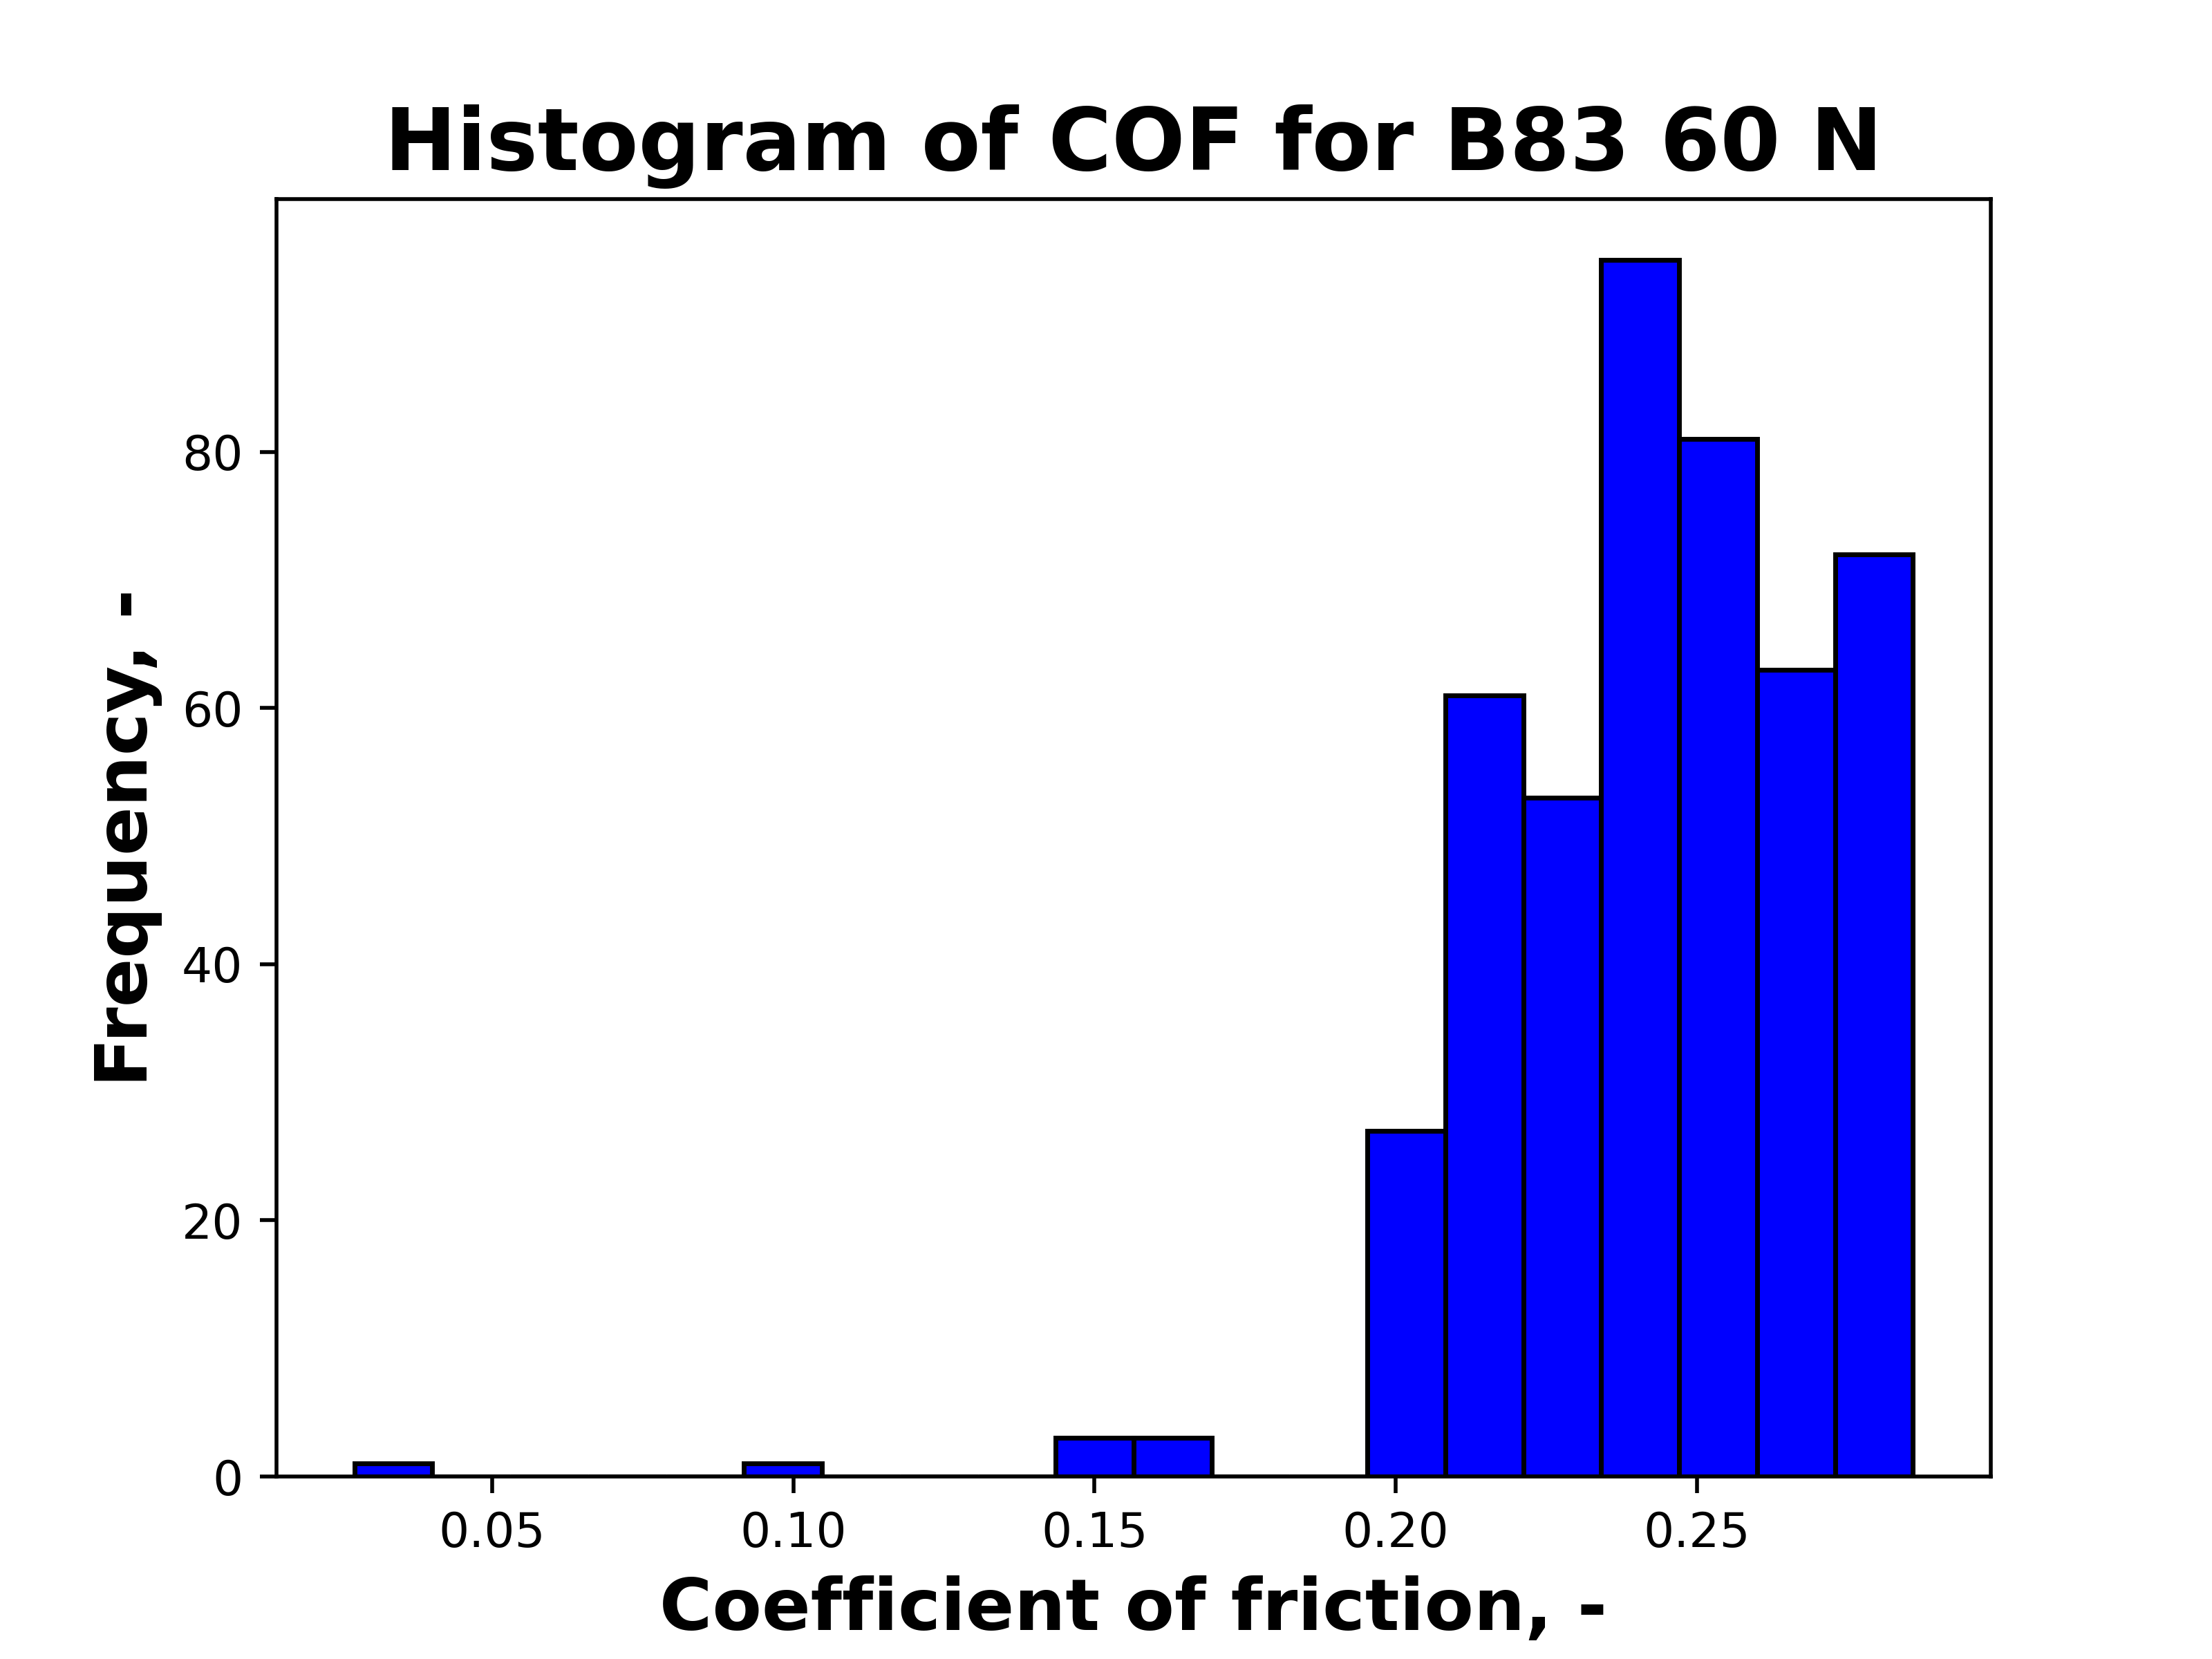 Histogram of COF for B83 60 N
Frequency, -
80
60
40
20
0
0.05 0.10 0.15 0.20 0.25
Coefficient of friction, -